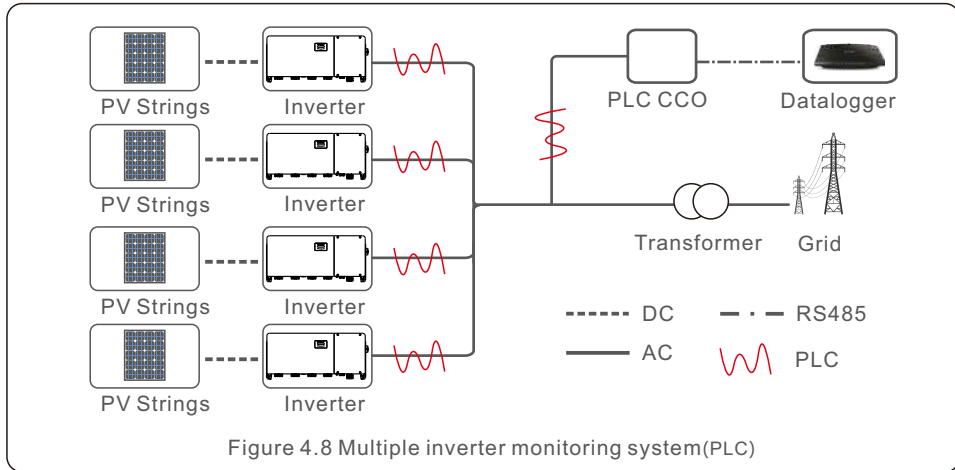 PLC CCO
Datalogger
PV Strings
Inverter
PV Strings
Inverter
Transformer
Grid
PV Strings
Inverter
DC
RS485
AC
PLC
PV Strings
Inverter
Figure 4.8 Multiple inverter monitoring system(PLC)